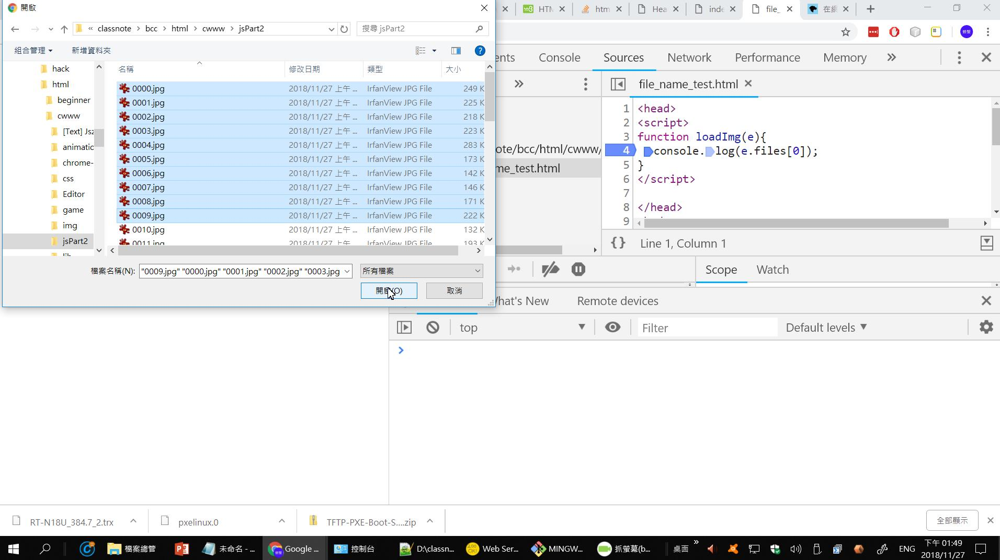 開啟
HTM
htm
Hea
inde
file_
在網
« classnote > bcc > html > cwww > jsPart2
搜尋 jsPart2
螃蟹
組合管理
新增資料夾
?
ents
Console
Sources
Network
Performance
Memory
»
hack
html
beginner
cwww
[Text] Jsz
animatic
chrome-
css
Editor
game
img
jsPart2
lib
名稱 修改日期 類型 大小
0000.jpg 2018/11/27 上午 ... IrfanView JPG File 249 K
0001.jpg 2018/11/27 上午 ... IrfanView JPG File 225 K
0002.jpg 2018/11/27 上午 ... IrfanView JPG File 218 K
0003.jpg 2018/11/27 上午 ... IrfanView JPG File 223 K
0004.jpg 2018/11/27 上午 ... IrfanView JPG File 283 K
0005.jpg 2018/11/27 上午 ... IrfanView JPG File 173 K
0006.jpg 2018/11/27 上午 ... IrfanView JPG File 142 K
0007.jpg 2018/11/27 上午 ... IrfanView JPG File 146 K
0008.jpg 2018/11/27 上午 ... IrfanView JPG File 171 K
0009.jpg 2018/11/27 上午 ... IrfanView JPG File 222 K
0010.jpg 2018/11/27 上午 ... IrfanView JPG File 132 K
0011.jpg 2018/11/27 上午 ... IrfanView JPG File 193 K
檔案名稱(N): "0009.jpg" "0000.jpg" "0001.jpg" "0002.jpg" "0003.jpg
所有檔案
開啟(O)
取消
»
ote/bcc/html/cwww/
me_test.html
file_name_test.html
1 <head>
2 <script>
3 function loadImg(e){
4 console.log(e.files[0]);
5 }
6 </script>
7
8 </head>
9
{} Line 1, Column 1
Scope
Watch
What's New
Remote devices
top
Filter
Default levels
RT-N18U_384.7_2.trx
pxelinux.0
TFTP-PXE-Boot-S....zip
全部顯示
檔案總管
未命名 - ...
Google ...
控制台
D:\classn...
Web Ser...
MINGW...
抓螢幕(b...
桌面
»
ENG
下午 01:49
2018/11/27